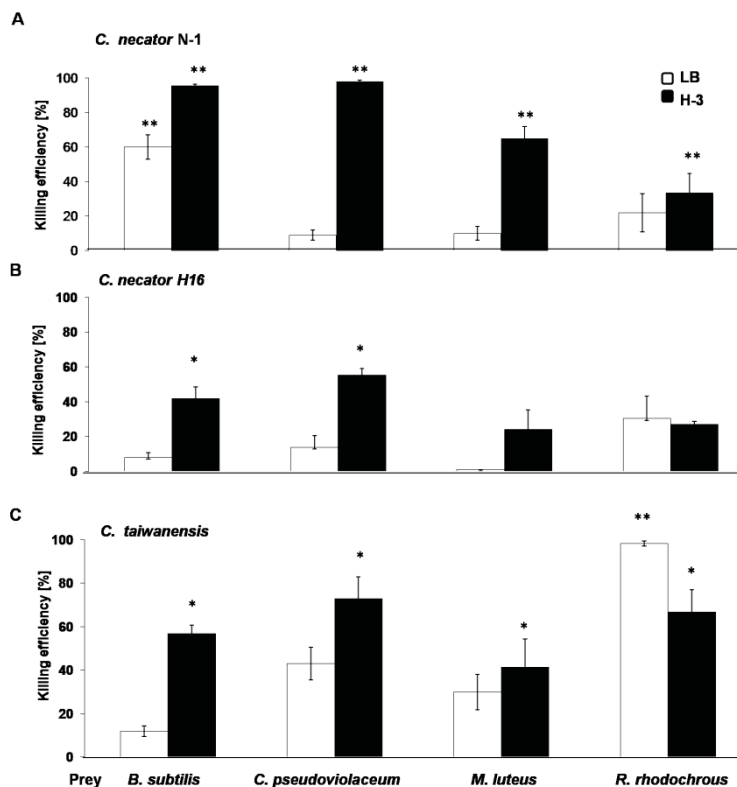 A
C. necator N-1
LB
H-3
Killing efficiency [%]
100
80
60
40
20
0
**
**
**
**
**
B
C. necator H16
Killing efficiency [%]
100
80
60
40
20
0
*
*
C
C. taiwanensis
Killing efficiency [%]
100
80
60
40
20
0
*
*
*
**
*
Prey B. subtilis C. pseudoviolaceum M. luteus R. rhodochrous